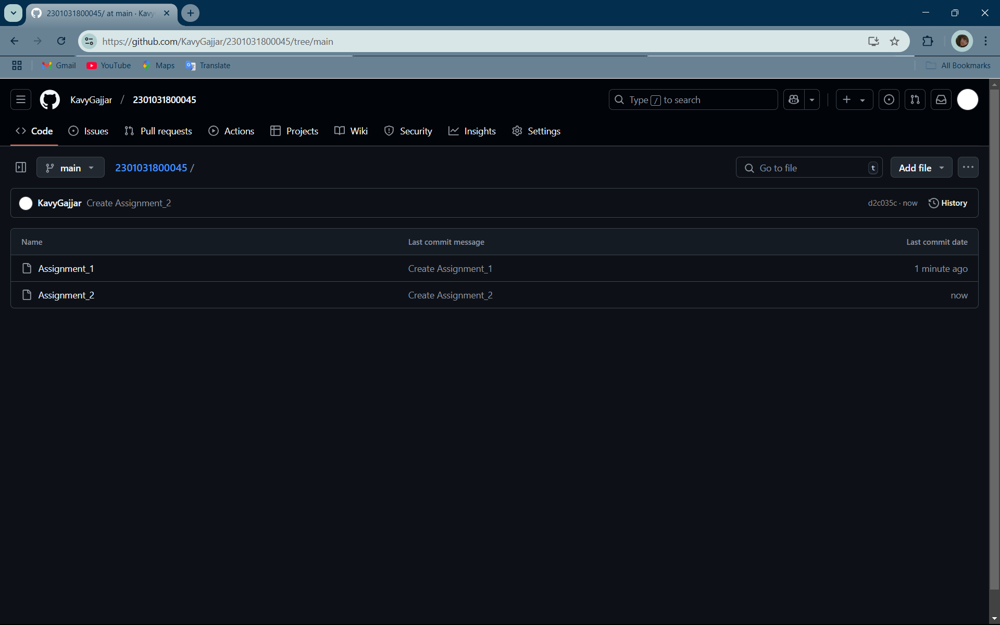 2301031800045/ at main · Kavy
https://github.com/KavyGajjar/2301031800045/tree/main
Gmail YouTube Maps Translate All Bookmarks
KavyGajjar / 2301031800045 Type / to search
Code Issues Pull requests Actions Projects Wiki Security Insights Settings
main 2301031800045 / Go to file t Add file
KavyGajjar Create Assignment_2 d2c035c · now History
Name Last commit message Last commit date
Assignment_1 Create Assignment_1 1 minute ago
Assignment_2 Create Assignment_2 now